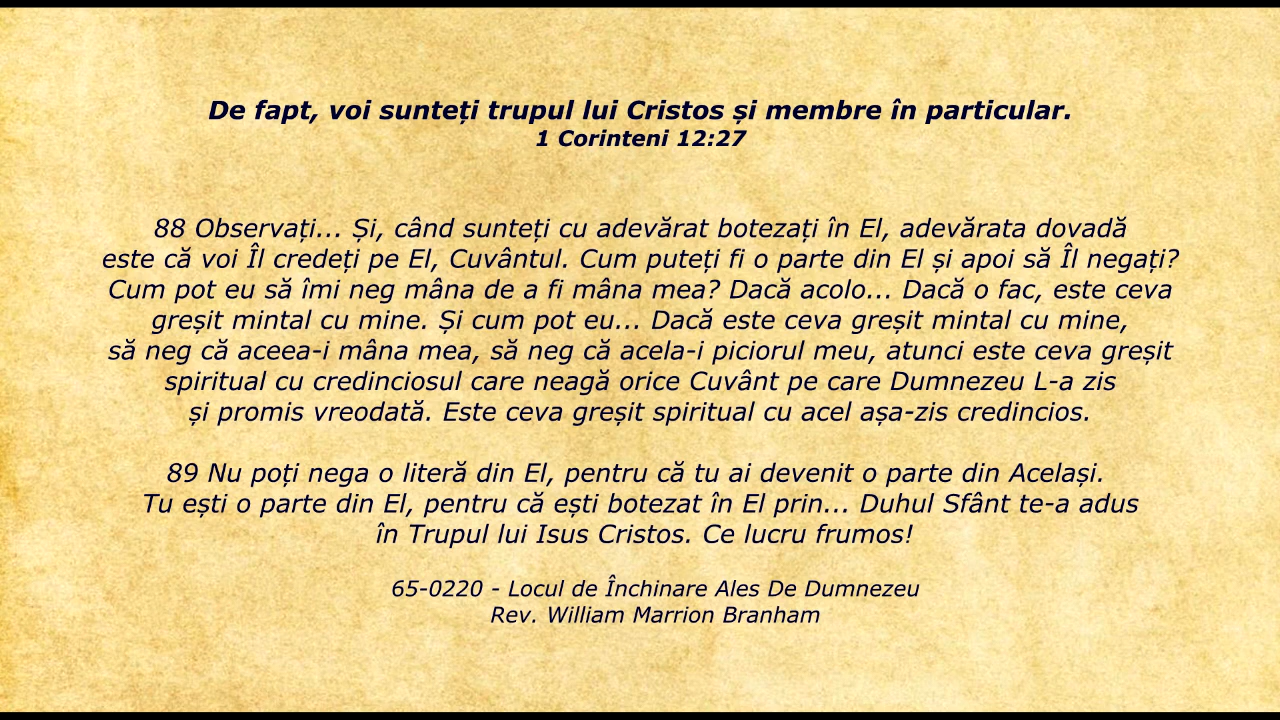 De fapt, voi sunteți trupul lui Cristos și membre în particular.
1 Corinteni 12:27
88 Observați... Și, când sunteți cu adevărat botezați în El, adevărata dovadă
este că voi Îl credeți pe El, Cuvântul. Cum puteți fi o parte din El și apoi să Îl negați?
Cum pot eu să îmi neg mâna de a fi mâna mea? Dacă acolo... Dacă o fac, este ceva
greșit mintal cu mine. Și cum pot eu... Dacă este ceva greșit mintal cu mine,
să neg că aceea-i mâna mea, să neg că acela-i piciorul meu, atunci este ceva greșit
spiritual cu credinciosul care neagă orice Cuvânt pe care Dumnezeu L-a zis
și promis vreodată. Este ceva greșit spiritual cu acel așa-zis credincios.
89 Nu poți nega o literă din El, pentru că tu ai devenit o parte din Același.
Tu ești o parte din El, pentru că ești botezat în El prin... Duhul Sfânt te-a adus
în Trupul lui Isus Cristos. Ce lucru frumos!
65-0220 - Locul de Închinare Ales De Dumnezeu
Rev. William Marrion Branham